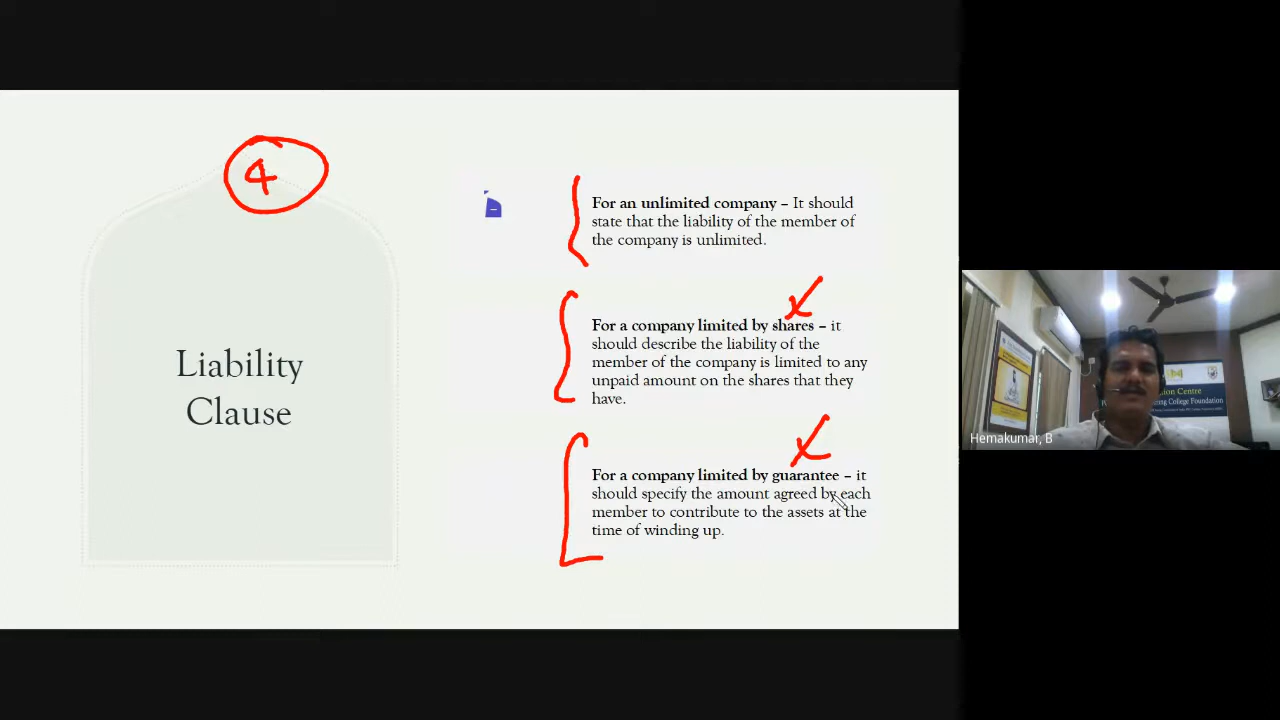 4
Liability
Clause
For an unlimited company – It should
state that the liability of the member of
the company is unlimited.
For a company limited by shares – it
should describe the liability of the
member of the company is limited to any
unpaid amount on the shares that they
have.
For a company limited by guarantee – it
should specify the amount agreed by each
member to contribute to the assets at the
time of winding up.
Centre
College Foundation
Hemakumar, B